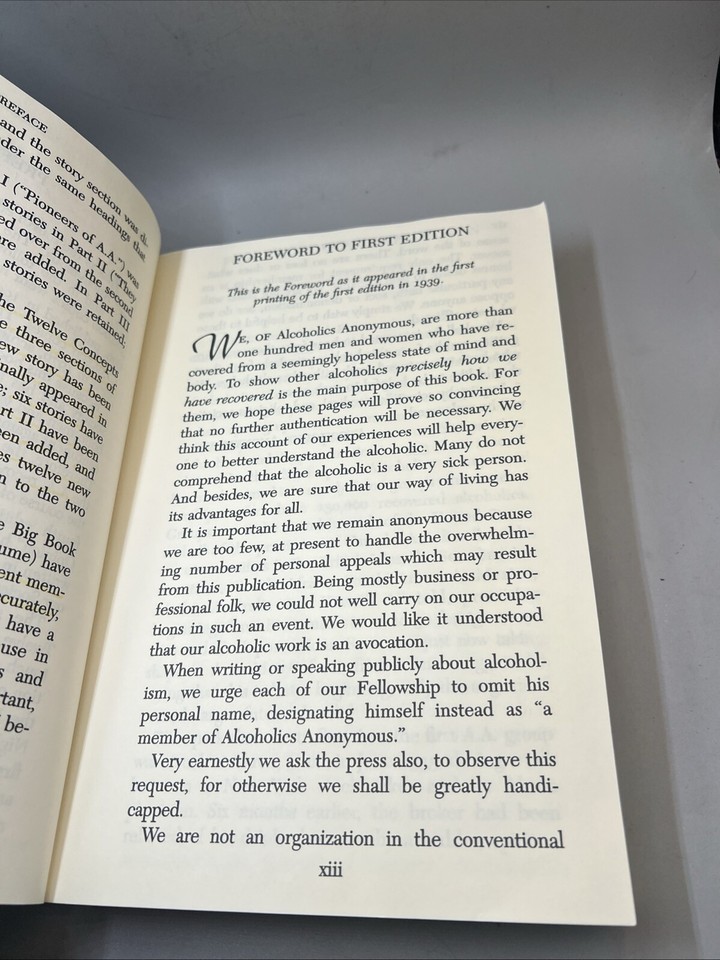 REFACE
and the story section was di-
der the same headings that
I ("Pioneers of A.A.") was
stories in Part II ("They
ed over from the second
re added. In Part III
stories were retained;
he Twelve Concepts
e three sections of
ew story has been
nally appeared in
e; six stories have
rt II have been
en added, and
es twelve new
n to the two
e Big Book
ume) have
ent mem-
curately,
have a
use in
s and
rtant,
be-
FOREWORD TO FIRST EDITION
This is the Foreword as it appeared in the first
printing of the first edition in 1939.
WE, OF Alcoholics Anonymous, are more than
one hundred men and women who have re-
covered from a seemingly hopeless state of mind and
body. To show other alcoholics precisely how we
have recovered is the main purpose of this book. For
them, we hope these pages will prove so convincing
that no further authentication will be necessary. We
think this account of our experiences will help every-
one to better understand the alcoholic. Many do not
comprehend that the alcoholic is a very sick person.
And besides, we are sure that our way of living has
its advantages for all.
It is important that we remain anonymous because
we are too few, at present to handle the overwhelm-
ing number of personal appeals which may result
from this publication. Being mostly business or pro-
fessional folk, we could not well carry on our occupa-
tions in such an event. We would like it understood
that our alcoholic work is an avocation.
When writing or speaking publicly about alcohol-
ism, we urge each of our Fellowship to omit his
personal name, designating himself instead as "a
member of Alcoholics Anonymous."
Very earnestly we ask the press also, to observe this
request, for otherwise we shall be greatly handi-
capped.
We are not an organization in the conventional
xiii